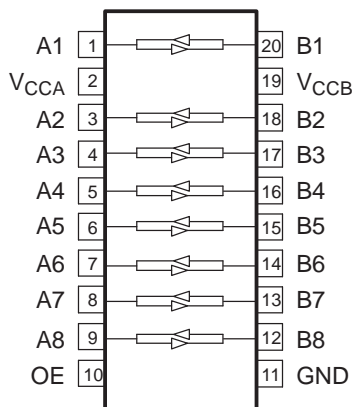 A1 1 20 B1
VCCA 2 19 VCCB
A2 3 18 B2
A3 4 17 B3
A4 5 16 B4
A5 6 15 B5
A6 7 14 B6
A7 8 13 B7
A8 9 12 B8
OE 10 11 GND